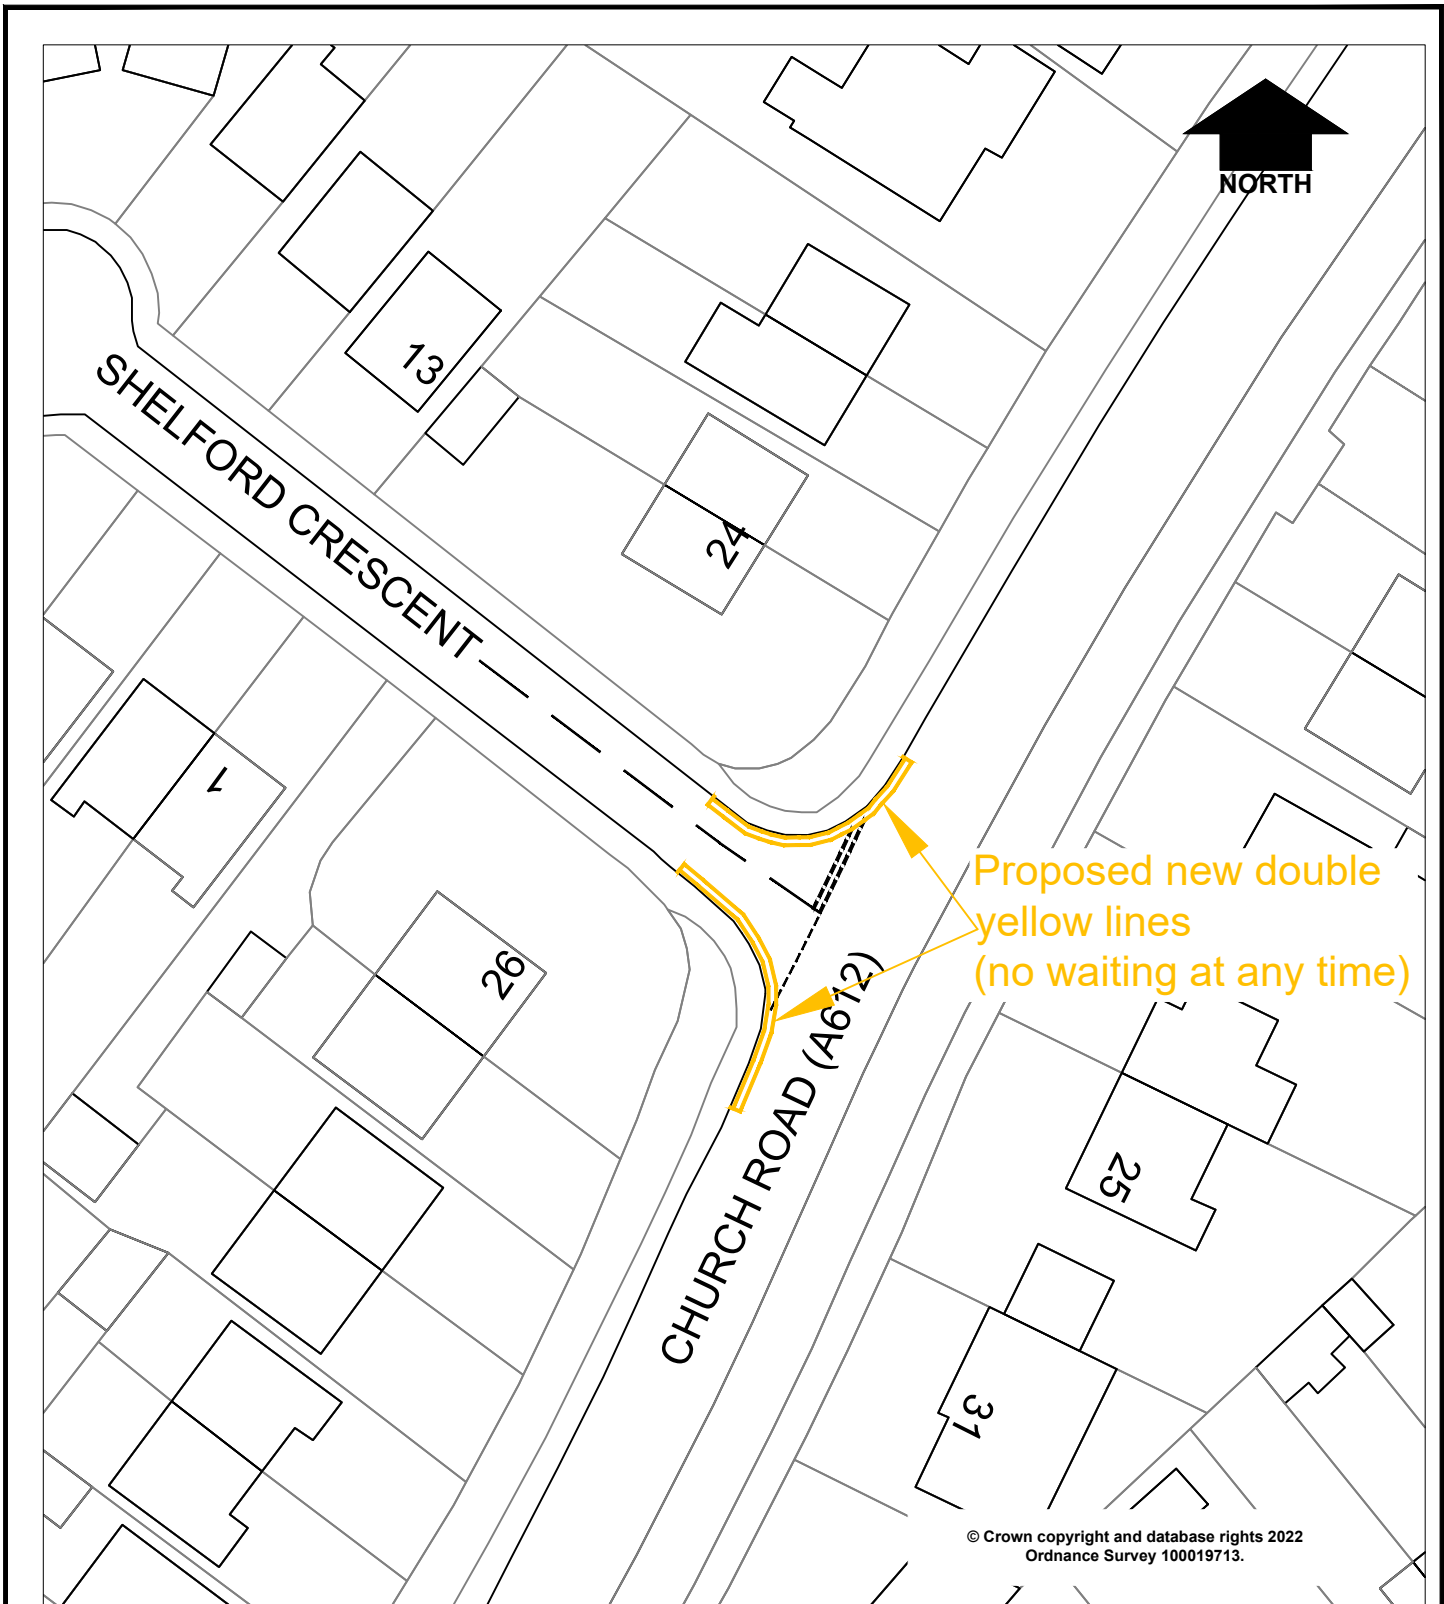 NORTH
13
SHELFORD CRESCENT
24
1
Proposed new double
yellow lines
(no waiting at any time)
26
CHURCH ROAD (A612)
25
31
© Crown copyright and database rights 2022
Ordnance Survey 100019713.